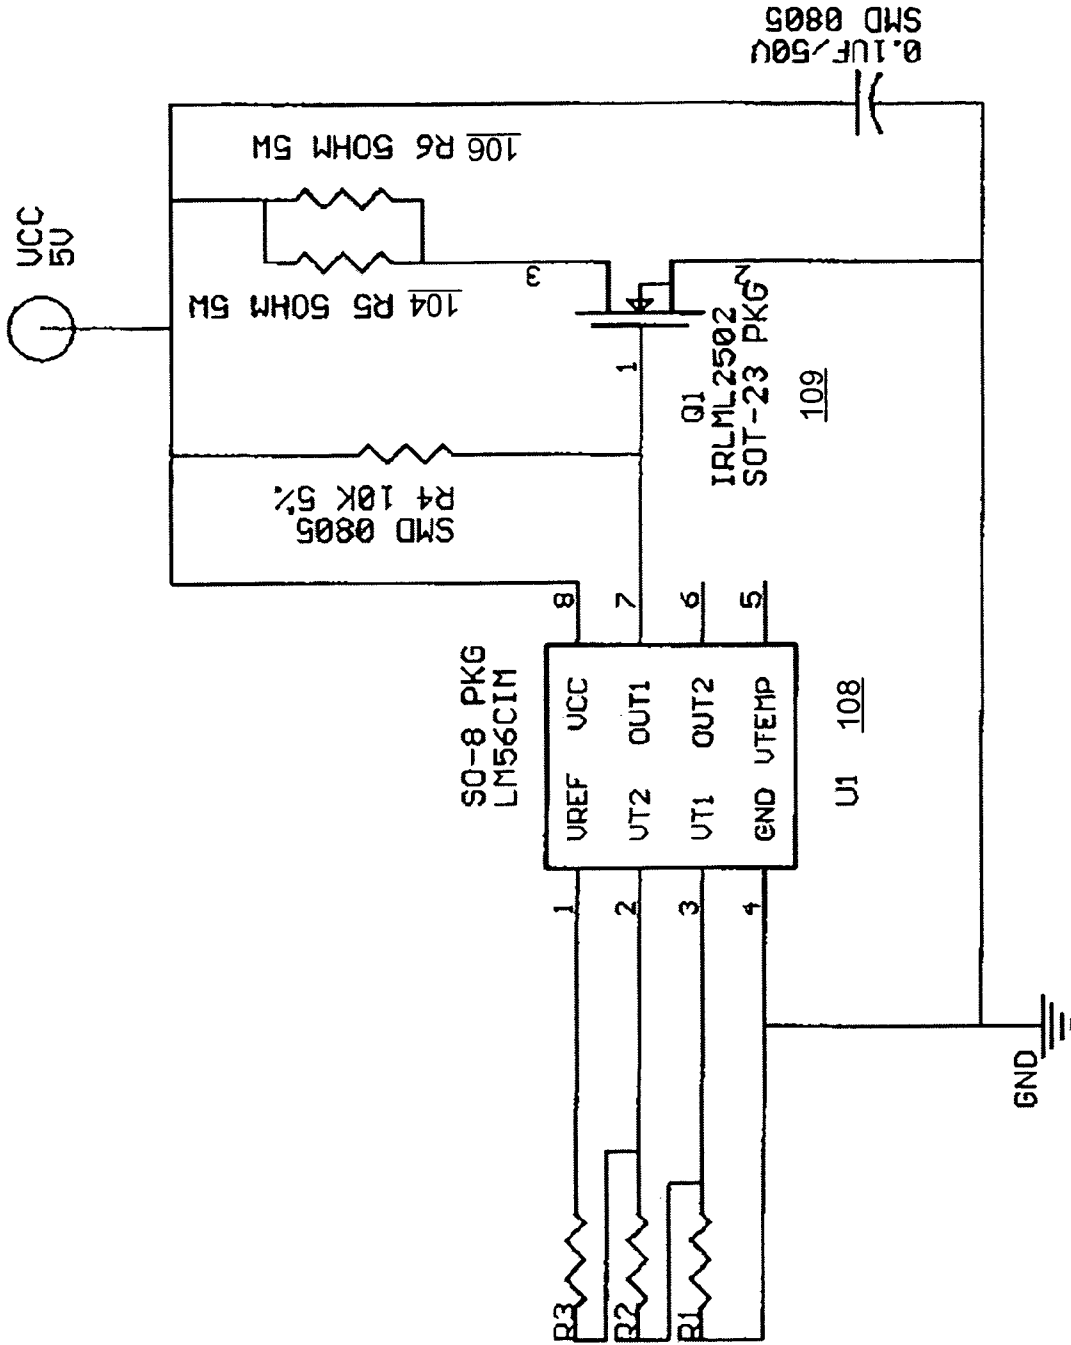 VCC
5V
0.1UF/50V
SMD 0805
106 R6 5OHM 5W
104 R5 5OHM 5W
3
2
1
Q1
IRLML2502
SOT-23 PKG
109
R4 10K 5%
SMD 0805
SO-8 PKG
LM56CIM
8
7
6
5
VREF VCC
VT2 OUT1
VT1 OUT2
GND VTEMP
U1 108
1
2
3
4
R3
R2
R1
GND